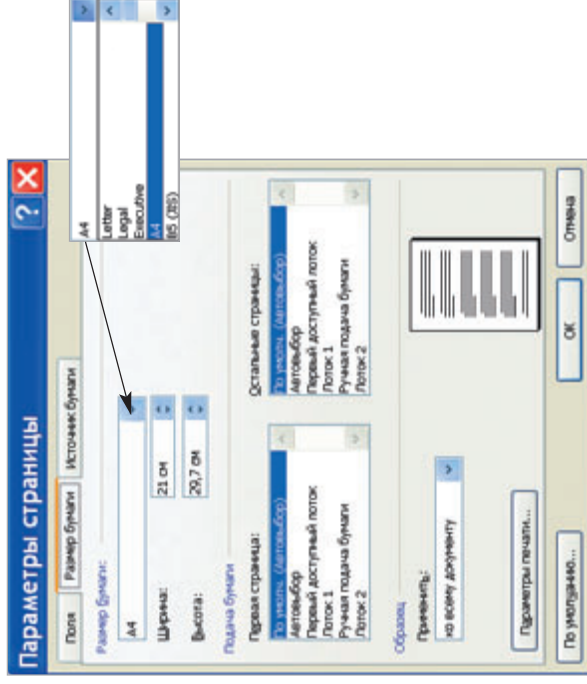 Параметры страницы
Поля
Размер бумаги
Источник бумаги
Размер бумаги:
A4
Ширина:
21 см
Высота:
29,7 см
A4
Letter
Legal
Executive
A4
B5 (JIS)
Подача бумаги
Первая страница:
По умолч. (Автовыбор)
Автовыбор
Первый доступный лоток
Лоток 1
Ручная подача бумаги
Лоток 2
Остальные страницы:
По умолч. (Автовыбор)
Автовыбор
Первый доступный лоток
Лоток 1
Ручная подача бумаги
Лоток 2
Образец
Применить:
ко всему документу
Параметры печати...
По умолчанию...
ОК
Отмена